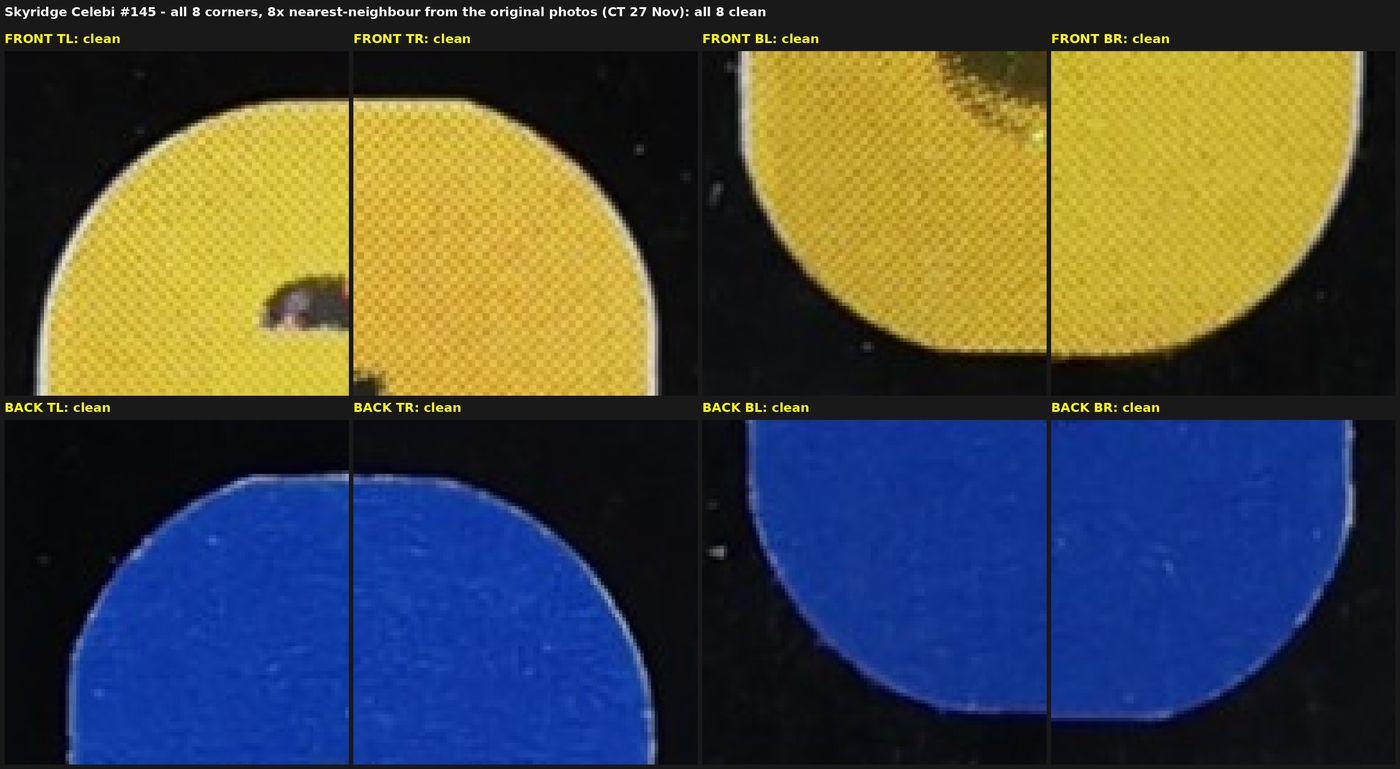 Skyridge Celebi #145 - all 8 corners, 8x nearest-neighbour from the original photos (CT 27 Nov): all 8 clean
FRONT TL: clean
FRONT TR: clean
FRONT BL: clean
FRONT BR: clean
BACK TL: clean
BACK TR: clean
BACK BL: clean
BACK BR: clean